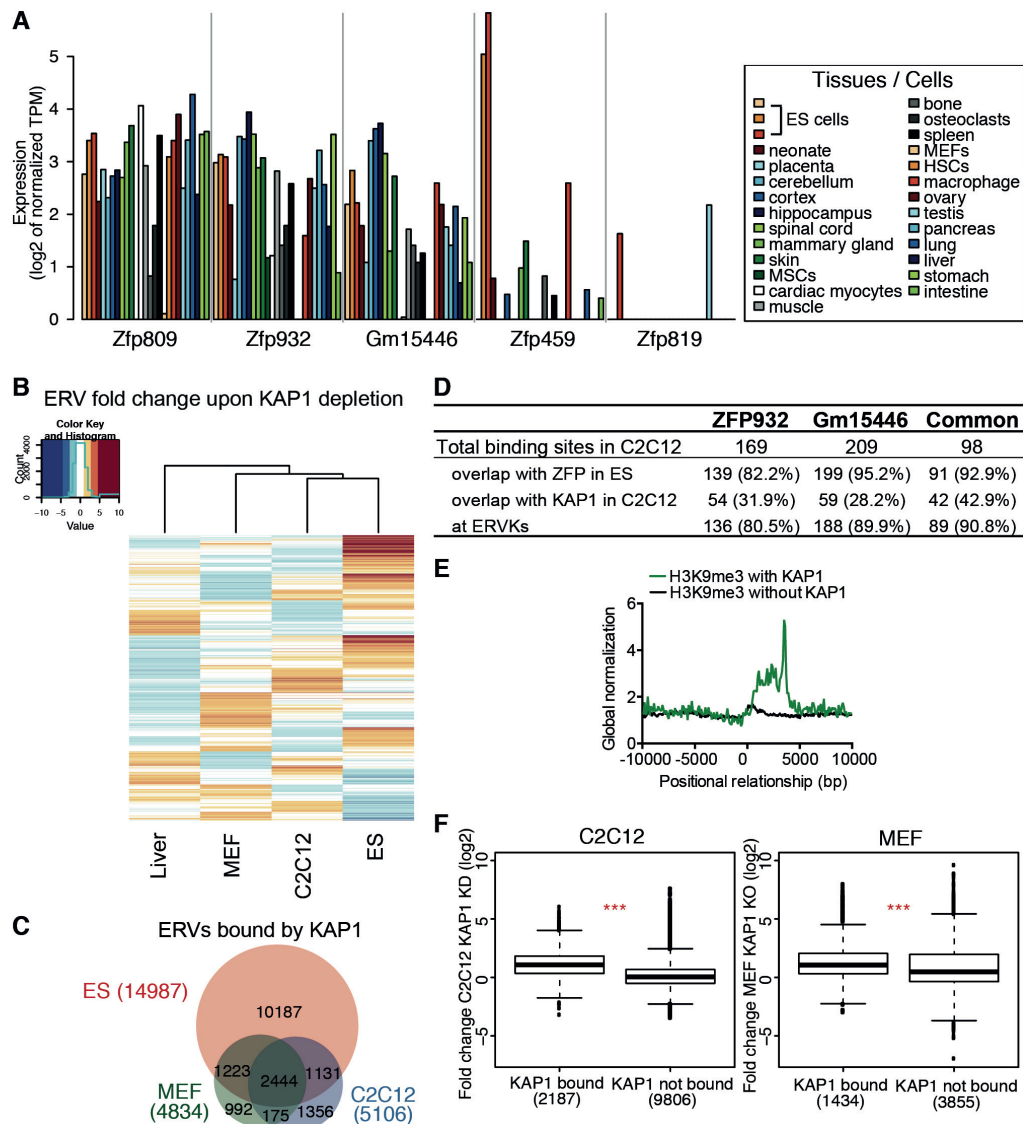 A
Expression
(log2 of normalized TPM)
5
4
3
2
1
0
Zfp809
Zfp932
Gm15446
Zfp459
Zfp819
Tissues / Cells
ES cells
neonate
placenta
cerebellum
cortex
hippocampus
spinal cord
mammary gland
skin
MSCs
cardiac myocytes
muscle
bone
osteoclasts
spleen
MEFs
HSCs
macrophage
ovary
testis
pancreas
lung
liver
stomach
intestine
B
ERV fold change upon KAP1 depletion
Color Key
and Histogram
Count
0 2000 4000
-10 -5 0 5 10
Value
Liver
MEF
C2C12
ES
C
ERVs bound by KAP1
ES (14987)
10187
1223
2444
1131
MEF
(4834)
992
175
1356
C2C12
(5106)
D
ZFP932 Gm15446 Common
Total binding sites in C2C12 169 209 98
overlap with ZFP in ES 139 (82.2%) 199 (95.2%) 91 (92.9%)
overlap with KAP1 in C2C12 54 (31.9%) 59 (28.2%) 42 (42.9%)
at ERVKs 136 (80.5%) 188 (89.9%) 89 (90.8%)
E
H3K9me3 with KAP1
H3K9me3 without KAP1
Global normalization
6
4
2
0
-10000 -5000 0 5000 10000
Positional relationship (bp)
F
C2C12
Fold change C2C12 KAP1 KD (log2)
10
5
0
-5
***
KAP1 bound
(2187)
KAP1 not bound
(9806)
MEF
Fold change MEF KAP1 KO (log2)
10
5
0
-5
***
KAP1 bound
(1434)
KAP1 not bound
(3855)